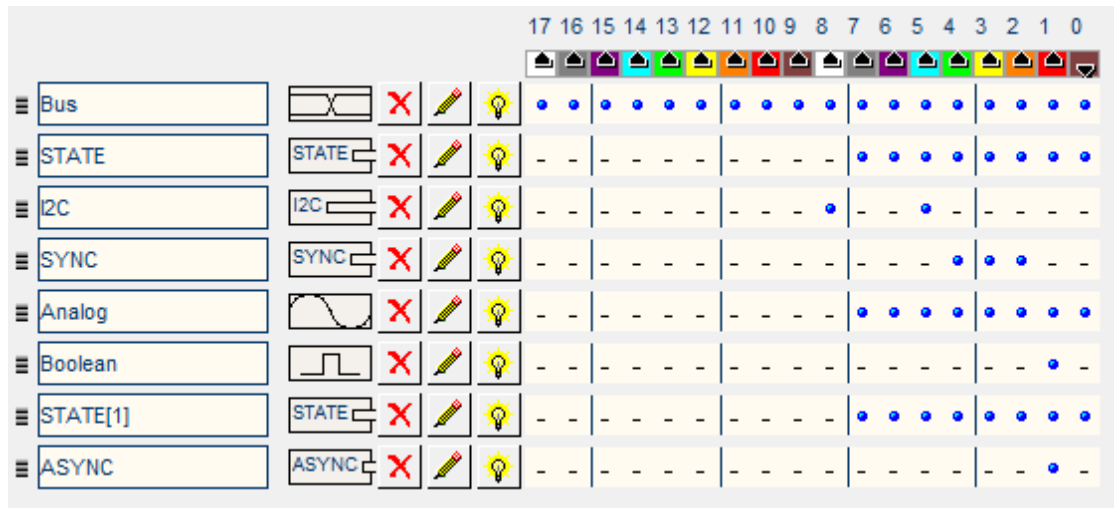 17 16 15 14 13 12 11 10 9 8 7 6 5 4 3 2 1 0
Bus
STATE STATE
I2C I2C
SYNC SYNC
Analog
Boolean
STATE[1] STATE
ASYNC ASYNC